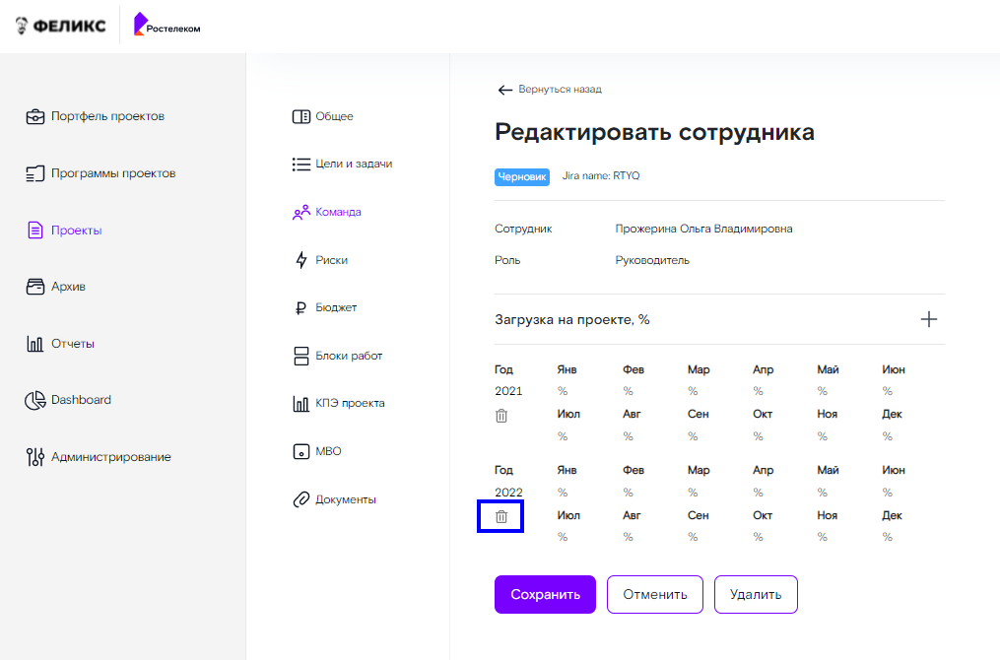 ФЕЛИКС
Ростелеком
Портфель проектов
Программы проектов
Проекты
Архив
Отчеты
Dashboard
Администрирование
Общее
Цели и задачи
Команда
Риски
Бюджет
Блоки работ
КПЭ проекта
МВО
Документы
Вернуться назад
Редактировать сотрудника
Черновик Jira name: RTYQ
Сотрудник Прожерина Ольга Владимировна
Роль Руководитель
Загрузка на проекте, %
Год Янв Фев Мар Апр Май Июн
2021 % % % % % %
Июл Авг Сен Окт Ноя Дек
% % % % % %
Год Янв Фев Мар Апр Май Июн
2022 % % % % % %
Июл Авг Сен Окт Ноя Дек
% % % % % %
Сохранить Отменить Удалить